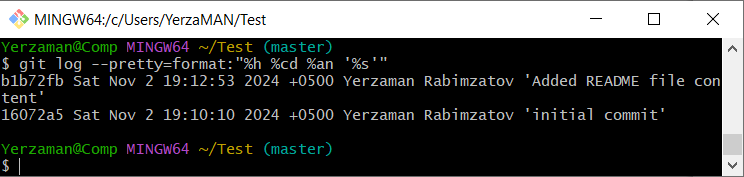 MINGW64:/c/Users/YerzaMAN/Test
Yerzaman@Comp MINGW64 ~/Test (master)
$ git log --pretty=format:"%h %cd %an '%s'"
b1b72fb Sat Nov 2 19:12:53 2024 +0500 Yerzaman Rabimzatov 'Added README file con
tent'
16072a5 Sat Nov 2 19:10:10 2024 +0500 Yerzaman Rabimzatov 'initial commit'
Yerzaman@Comp MINGW64 ~/Test (master)
$